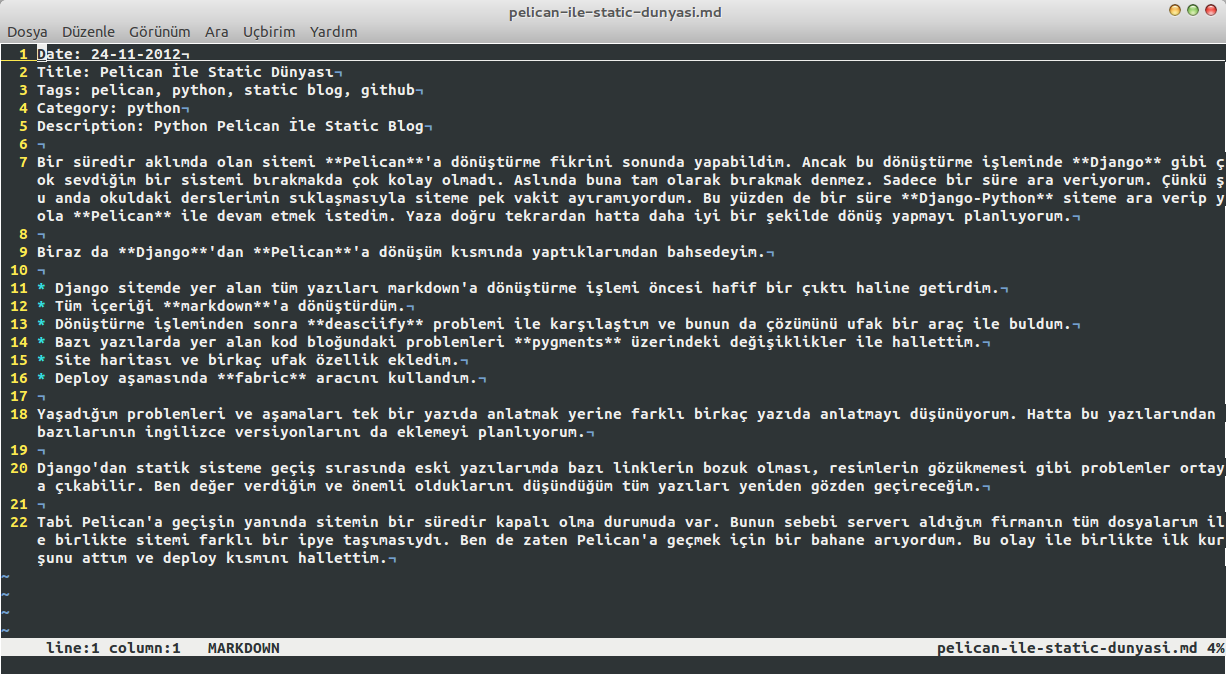 pelican-ile-static-dunyasi.md
Dosya Düzenle Görünüm Ara Uçbirim Yardım
1 Date: 24-11-2012¬
2 Title: Pelican İle Static Dünyası¬
3 Tags: pelican, python, static blog, github¬
4 Category: python¬
5 Description: Python Pelican İle Static Blog¬
6 ¬
7 Bir süredir aklımda olan sitemi **Pelican**'a dönüştürme fikrini sonunda yapabildim. Ancak bu dönüştürme işleminde **Django** gibi ç
ok sevdiğim bir sistemi bırakmakda çok kolay olmadı. Aslında buna tam olarak bırakmak denmez. Sadece bir süre ara veriyorum. Çünkü ş
u anda okuldaki derslerimin sıklaşmasıyla siteme pek vakit ayıramıyordum. Bu yüzden de bir süre **Django-Python** siteme ara verip y
ola **Pelican** ile devam etmek istedim. Yaza doğru tekrardan hatta daha iyi bir şekilde dönüş yapmayı planlıyorum.¬
8 ¬
9 Biraz da **Django**'dan **Pelican**'a dönüşüm kısmında yaptıklarımdan bahsedeyim.¬
10 ¬
11 * Django sitemde yer alan tüm yazıları markdown'a dönüştürme işlemi öncesi hafif bir çıktı haline getirdim.¬
12 * Tüm içeriği **markdown**'a dönüştürdüm.¬
13 * Dönüştürme işleminden sonra **deasciify** problemi ile karşılaştım ve bunun da çözümünü ufak bir araç ile buldum.¬
14 * Bazı yazılarda yer alan kod bloğundaki problemleri **pygments** üzerindeki değişiklikler ile hallettim.¬
15 * Site haritası ve birkaç ufak özellik ekledim.¬
16 * Deploy aşamasında **fabric** aracını kullandım.¬
17 ¬
18 Yaşadığım problemleri ve aşamaları tek bir yazıda anlatmak yerine farklı birkaç yazıda anlatmayı düşünüyorum. Hatta bu yazılarından
bazılarının ingilizce versiyonlarını da eklemeyi planlıyorum.¬
19 ¬
20 Django'dan statik sisteme geçiş sırasında eski yazılarımda bazı linklerin bozuk olması, resimlerin gözükmemesi gibi problemler ortay
a çıkabilir. Ben değer verdiğim ve önemli olduklarını düşündüğüm tüm yazıları yeniden gözden geçireceğim.¬
21 ¬
22 Tabi Pelican'a geçişin yanında sitemin bir süredir kapalı olma durumuda var. Bunun sebebi serverı aldığım firmanın tüm dosyalarım il
e birlikte sitemi farklı bir ipye taşımasıydı. Ben de zaten Pelican'a geçmek için bir bahane arıyordum. Bu olay ile birlikte ilk kur
şunu attım ve deploy kısmını hallettim.¬
~
~
~
~
line:1 column:1 MARKDOWN pelican-ile-static-dunyasi.md 4%